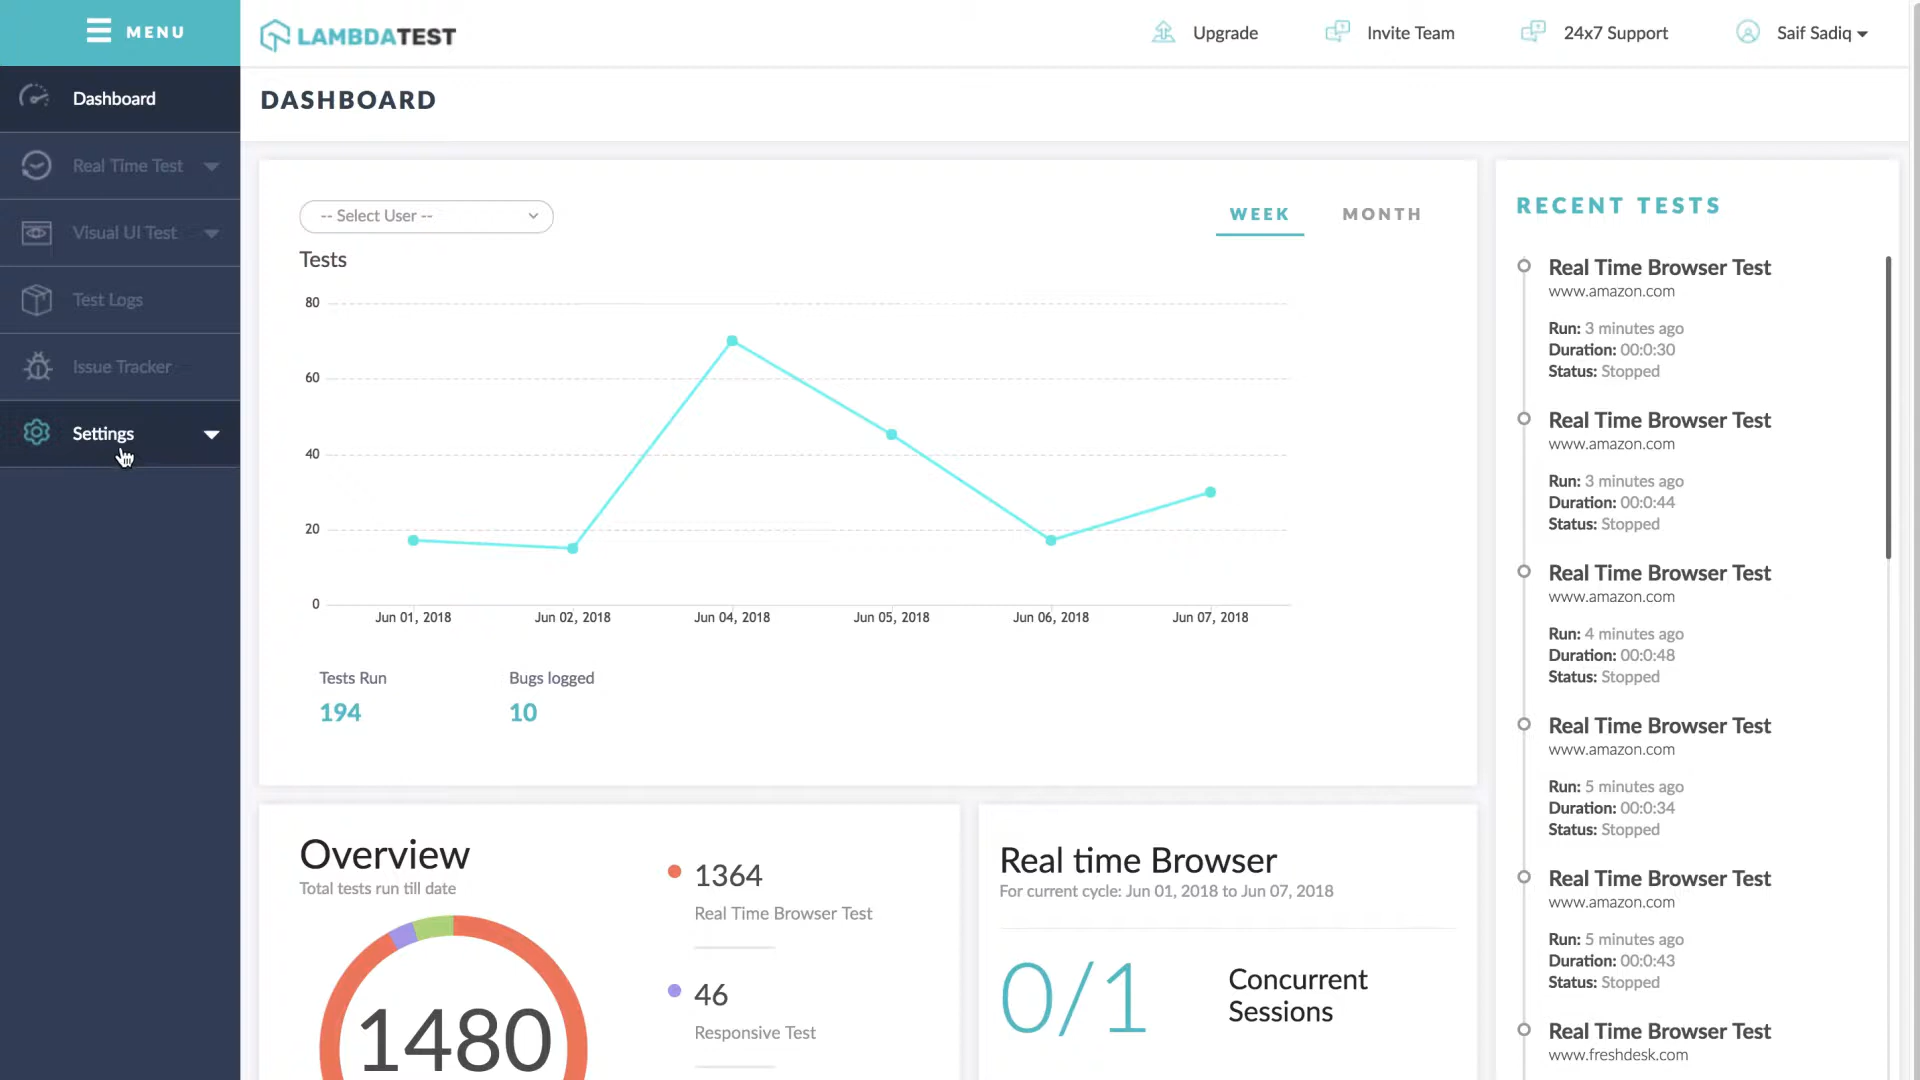 MENU
LAMBDATEST
Upgrade
Invite Team
24x7 Support
Saif Sadiq
Dashboard
Real Time Test
Visual UI Test
Test Logs
Issue Tracker
Settings
DASHBOARD
-- Select User --
WEEK
MONTH
Tests
80
60
40
20
0
Jun 01, 2018
Jun 02, 2018
Jun 04, 2018
Jun 05, 2018
Jun 06, 2018
Jun 07, 2018
Tests Run
194
Bugs logged
10
Overview
Total tests run till date
1480
1364
Real Time Browser Test
46
Responsive Test
Real time Browser
For current cycle: Jun 01, 2018 to Jun 07, 2018
0/1
Concurrent
Sessions
RECENT TESTS
Real Time Browser Test
www.amazon.com
Run: 3 minutes ago
Duration: 00:0:30
Status: Stopped
Real Time Browser Test
www.amazon.com
Run: 3 minutes ago
Duration: 00:0:44
Status: Stopped
Real Time Browser Test
www.amazon.com
Run: 4 minutes ago
Duration: 00:0:48
Status: Stopped
Real Time Browser Test
www.amazon.com
Run: 5 minutes ago
Duration: 00:0:34
Status: Stopped
Real Time Browser Test
www.amazon.com
Run: 5 minutes ago
Duration: 00:0:43
Status: Stopped
Real Time Browser Test
www.freshdesk.com